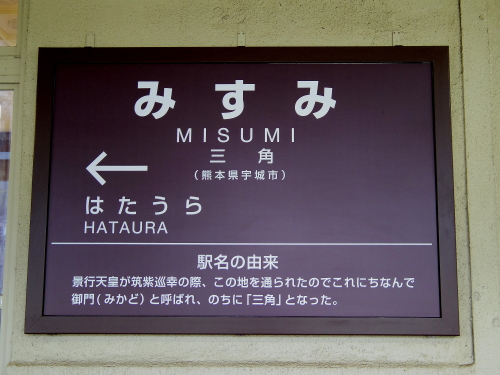 みすみ
MISUMI
三角
(熊本県宇城市)
←
はたうら
HATAURA
駅名の由来
景行天皇が筑紫巡幸の際、この地を通られたのでこれにちなんで
御門(みかど)と呼ばれ、のちに「三角」となった。